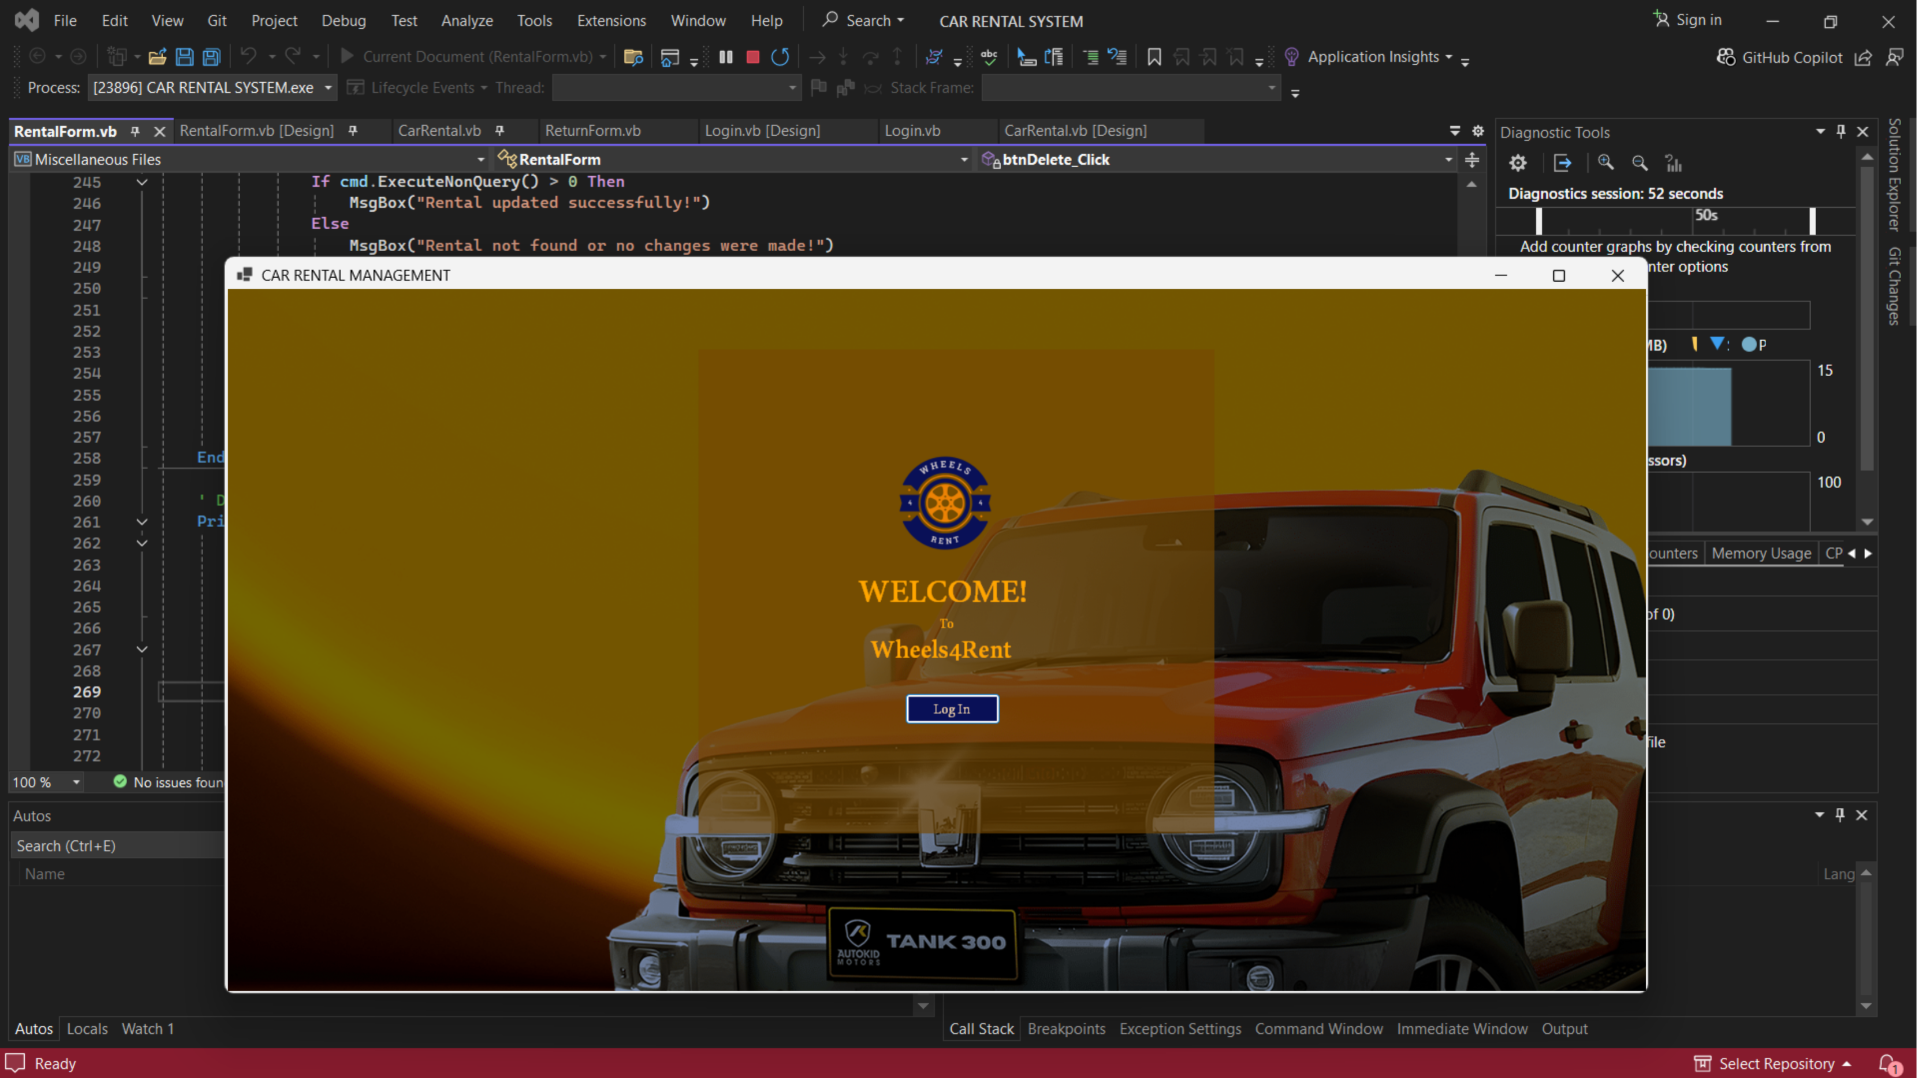 File Edit View Git Project Debug Test Analyze Tools Extensions Window Help Search CAR RENTAL SYSTEM Sign in
Current Document (RentalForm.vb) Application Insights GitHub Copilot
Process: [23896] CAR RENTAL SYSTEM.exe Lifecycle Events Thread: Stack Frame:
RentalForm.vb RentalForm.vb [Design] CarRental.vb ReturnForm.vb Login.vb [Design] Login.vb CarRental.vb [Design]
VB Miscellaneous Files RentalForm btnDelete_Click
245 If cmd.ExecuteNonQuery() > 0 Then
246 MsgBox("Rental updated successfully!")
247 Else
248 MsgBox("Rental not found or no changes were made!")
249
250
251
252
253
254
255
256
257
258 End
259
260 ' D
261 Pri
262
263
264
265
266
267
268
269
270
271
272
100 % No issues foun
Diagnostic Tools
Diagnostics session: 52 seconds
50s
Add counter graphs by checking counters from
nter options
MB) P
15
0
ssors)
100
ounters Memory Usage CP
of 0)
file
Solution Explorer
Git Changes
CAR RENTAL MANAGEMENT
WHEELS
4 4
RENT
WELCOME!
To
Wheels4Rent
Log In
AUTOKID
MOTORS
TANK 300
Autos
Search (Ctrl+E)
Name
Lang
Autos Locals Watch 1
Call Stack Breakpoints Exception Settings Command Window Immediate Window Output
Ready
Select Repository 1